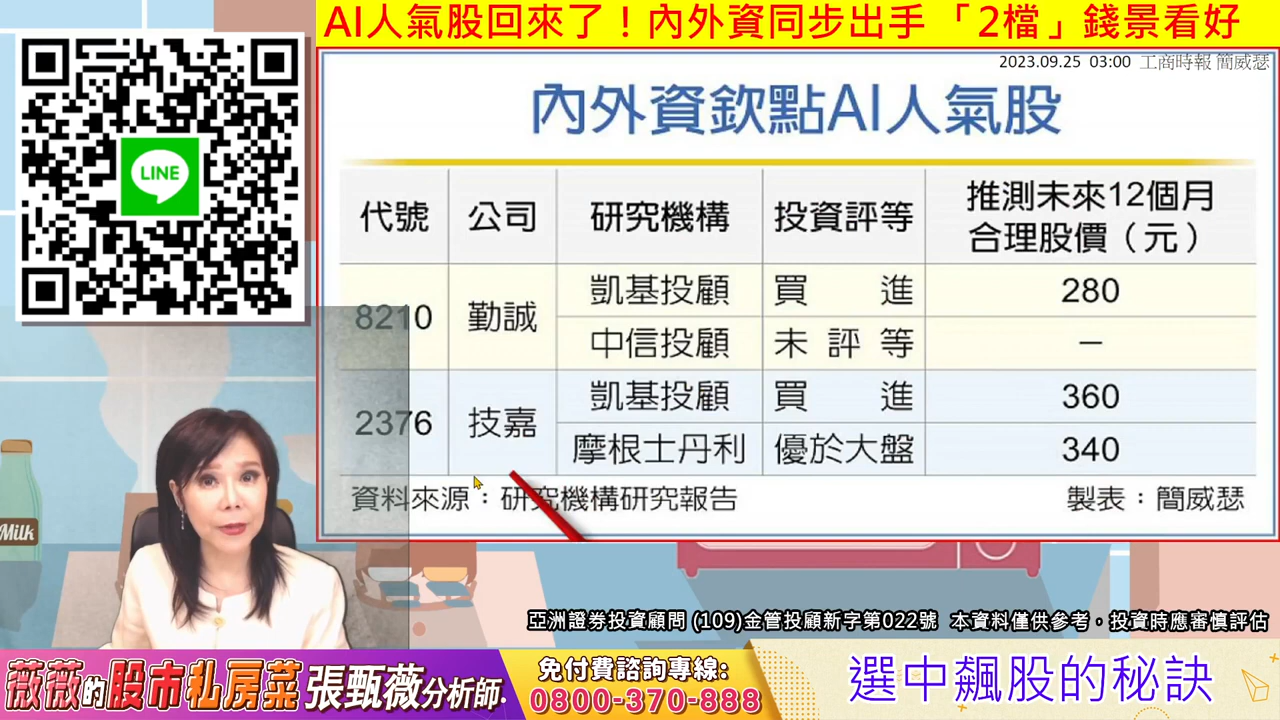 AI人氣股回來了！內外資同步出手 「2檔」錢景看好
2023.09.25 03:00 工商時報 簡威瑟
LINE
內外資欽點AI人氣股
代號 公司 研究機構 投資評等 推測未來12個月合理股價（元）
8210 勤誠 凱基投顧 買進 280
中信投顧 未評等 －
2376 技嘉 凱基投顧 買進 360
摩根士丹利 優於大盤 340
資料來源：研究機構研究報告 製表：簡威瑟
Milk
亞洲證券投資顧問 (109)金管投顧新字第022號 本資料僅供參考，投資時應審慎評估
薇薇的股市私房菜 張甄薇分析師.
免付費諮詢專線:
0800-370-888
選中飆股的秘訣